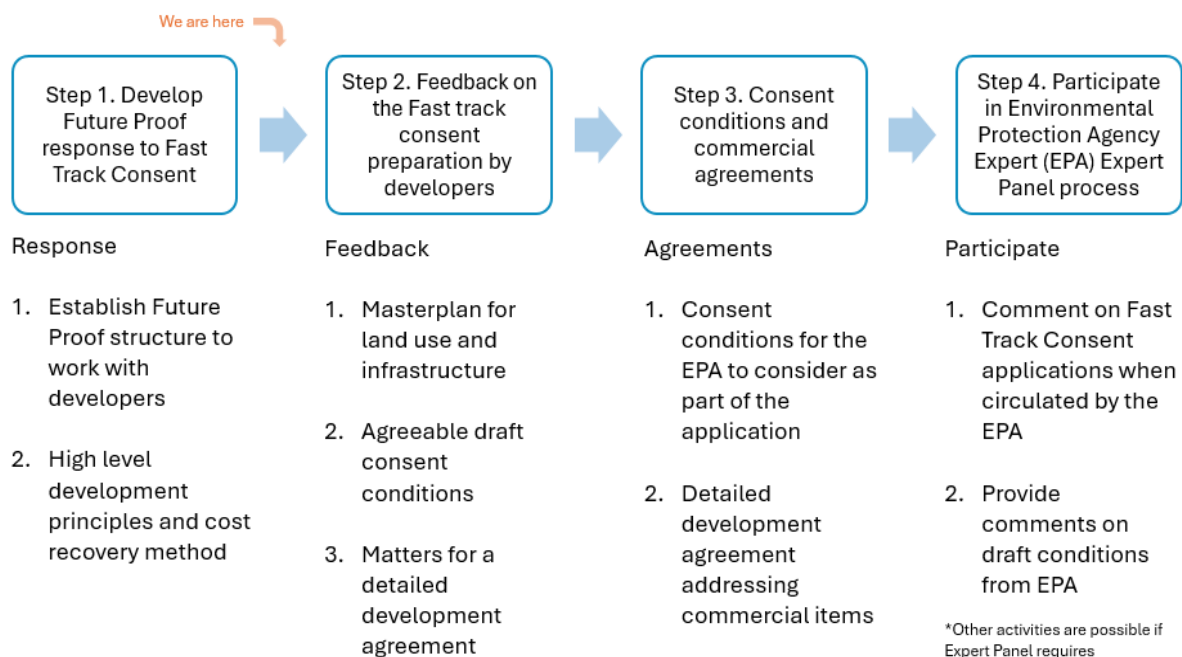 We are here
Step 1. Develop
Future Proof
response to Fast
Track Consent
Step 2. Feedback on
the Fast track
consent
preparation by
developers
Step 3. Consent
conditions and
commercial
agreements
Step 4. Participate
in Environmental
Protection Agency
Expert (EPA) Expert
Panel process
Response
1. Establish Future
Proof structure to
work with
developers
2. High level
development
principles and cost
recovery method
Feedback
1. Masterplan for
land use and
infrastructure
2. Agreeable draft
consent
conditions
3. Matters for a
detailed
development
agreement
Agreements
1. Consent
conditions for the
EPA to consider as
part of the
application
2. Detailed
development
agreement
addressing
commercial items
Participate
1. Comment on Fast
Track Consent
applications when
circulated by the
EPA
2. Provide
comments on
draft conditions
from EPA
*Other activities are possible if
Expert Panel requires